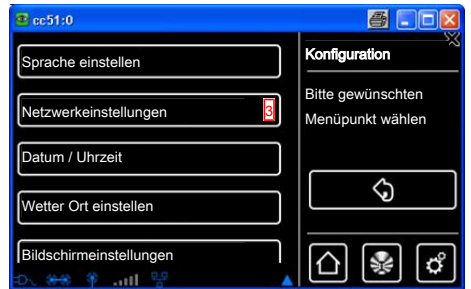 cc51:0
Sprache einstellen
Netzwerkeinstellungen 3
Datum / Uhrzeit
Wetter Ort einstellen
Bildschirmeinstellungen
Konfiguration
Bitte gewünschten
Menüpunkt wählen